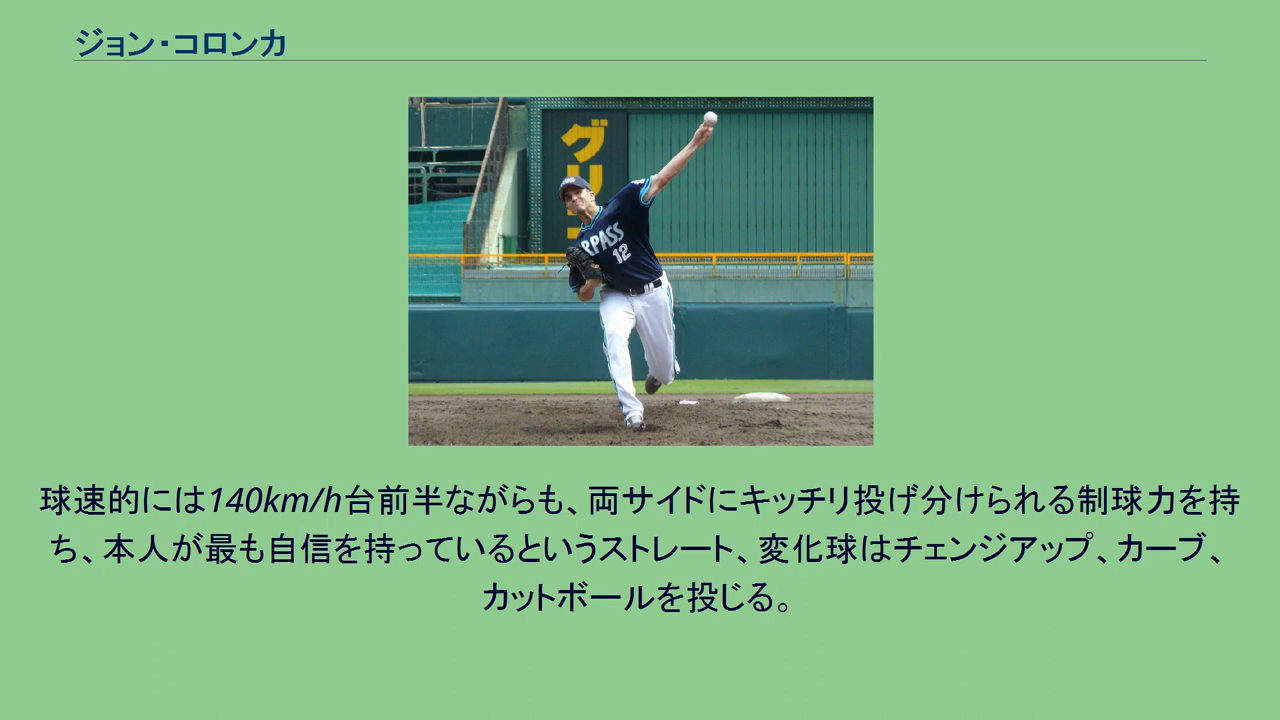 ジョン・コロンカ
グリ
RPASS
12
球速的には140km/h台前半ながらも、両サイドにキッチリ投げ分けられる制球力を持
ち、本人が最も自信を持っているというストレート、変化球はチェンジアップ、カーブ、
カットボールを投じる。